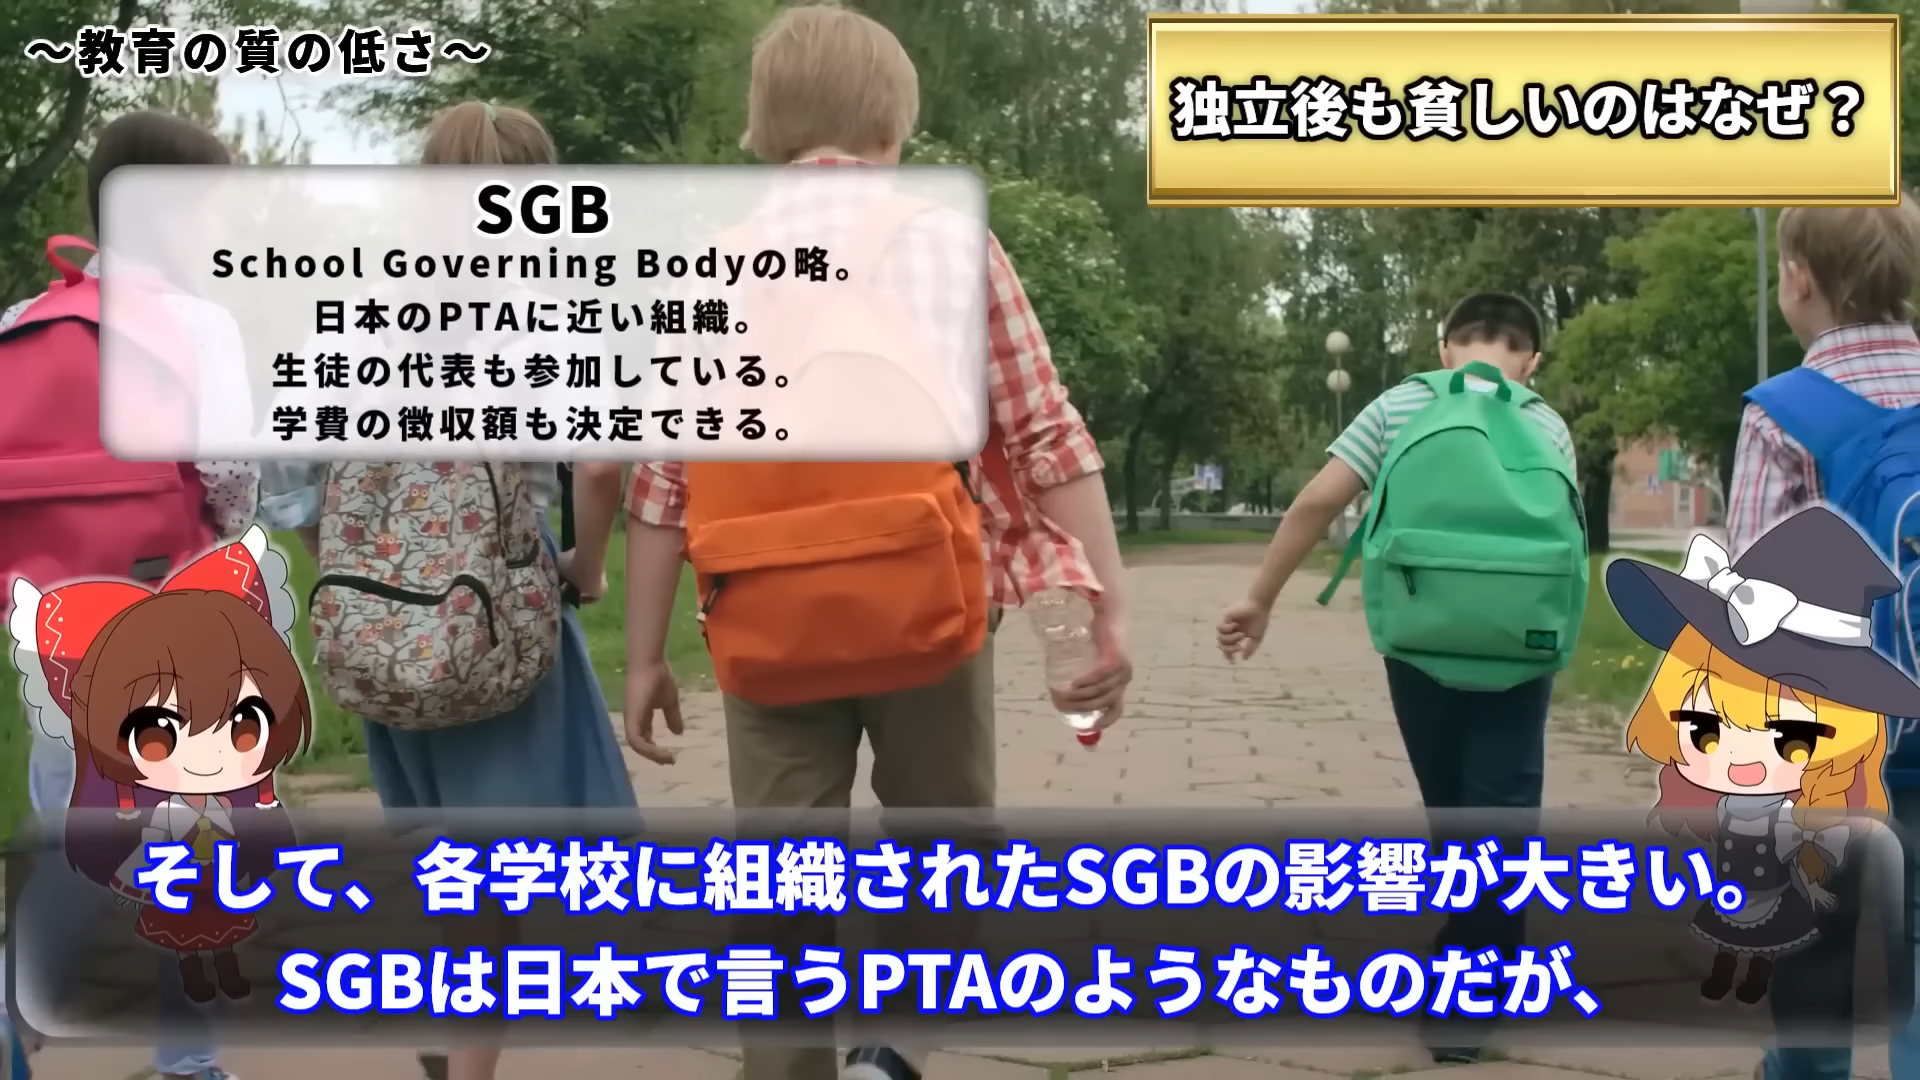 ～教育の質の低さ～
独立後も貧しいのはなぜ？
SGB
School Governing Bodyの略。
日本のPTAに近い組織。
生徒の代表も参加している。
学費の徴収額も決定できる。
そして、各学校に組織されたSGBの影響が大きい。
SGBは日本で言うPTAのようなものだが、